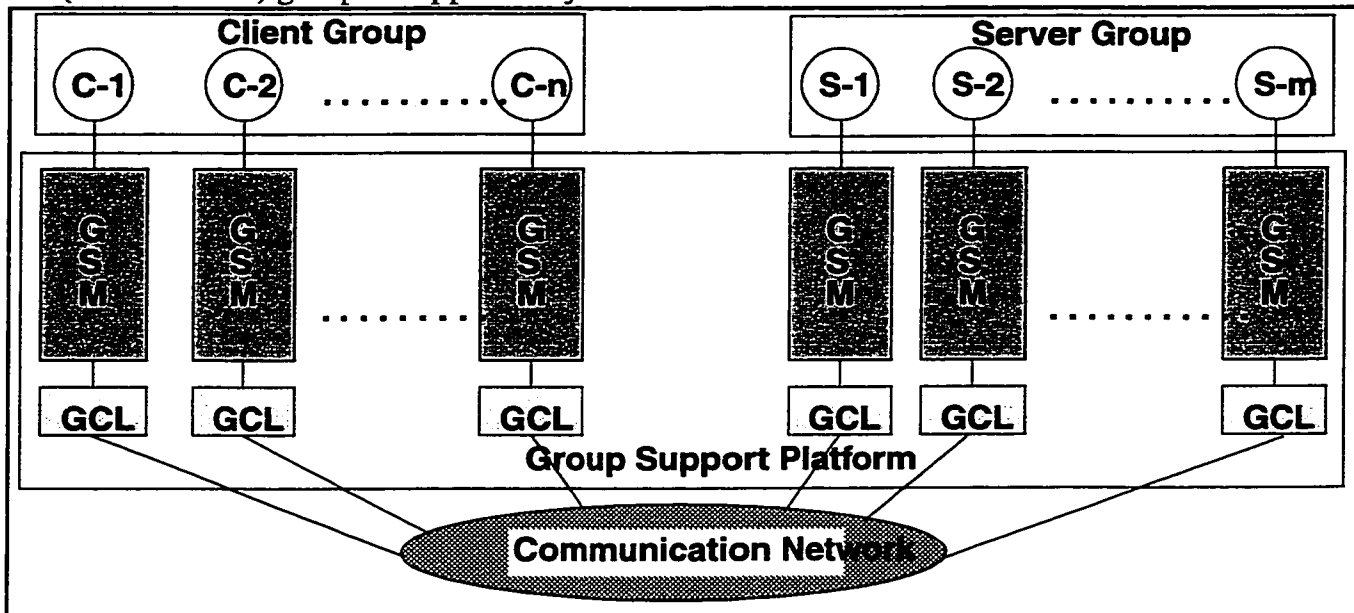 Client Group
Server Group
C-1 C-2 ............ C-n S-1 S-2 ............ S-m
GSM GSM ............ GSM GSM GSM ............ GSM
GCL GCL GCL GCL GCL GCL
Group Support Platform
Communication Network